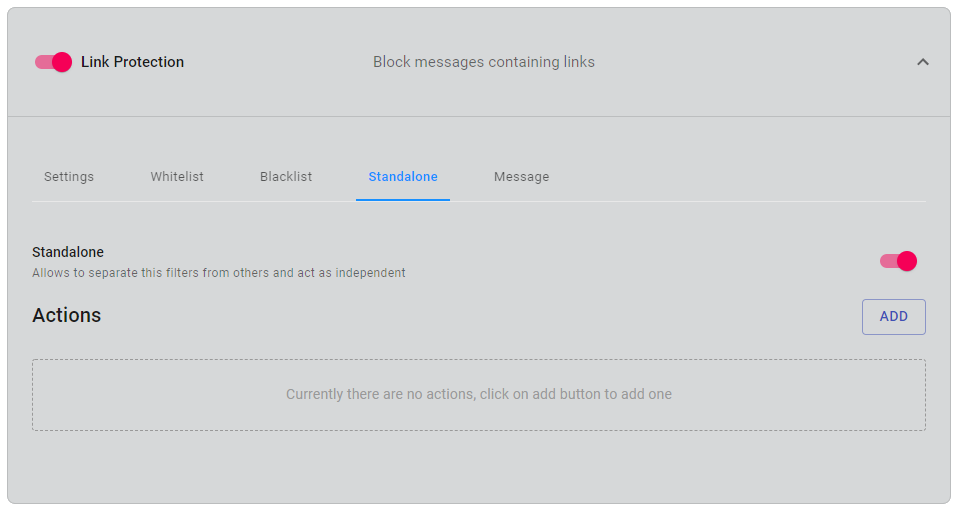 Link Protection
Block messages containing links
Settings
Whitelist
Blacklist
Standalone
Message
Standalone
Allows to separate this filters from others and act as independent
Actions
ADD
Currently there are no actions, click on add button to add one